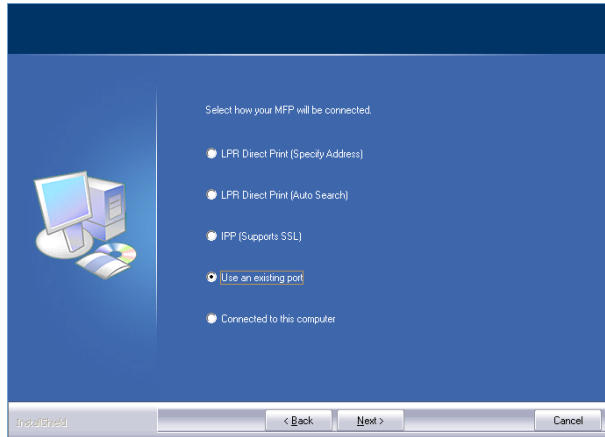 Select how your MFP will be connected.
LPR Direct Print (Specify Address)
LPR Direct Print (Auto Search)
IPP (Supports SSL)
Use an existing port
Connected to this computer
InstallShield
< Back Next > Cancel